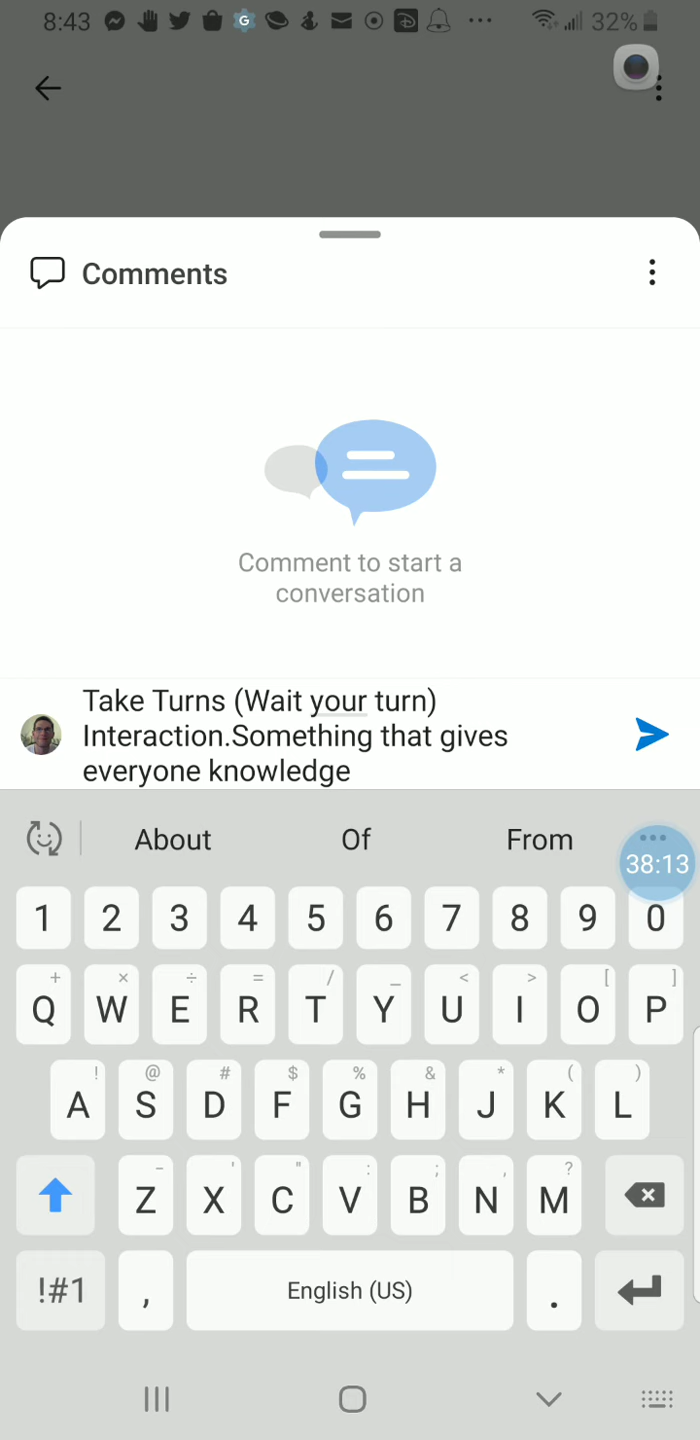 8:43 G 32%
Comments
Comment to start a
conversation
Take Turns (Wait your turn)
Interaction.Something that gives
everyone knowledge
About Of From
38:13
1 2 3 4 5 6 7 8 9 0
+ × ÷ = / _ < > [ ]
Q W E R T Y U I O P
! @ # $ % & * ( )
A S D F G H J K L
- ' " : ; , ?
Z X C V B N M
!#1 , English (US) .